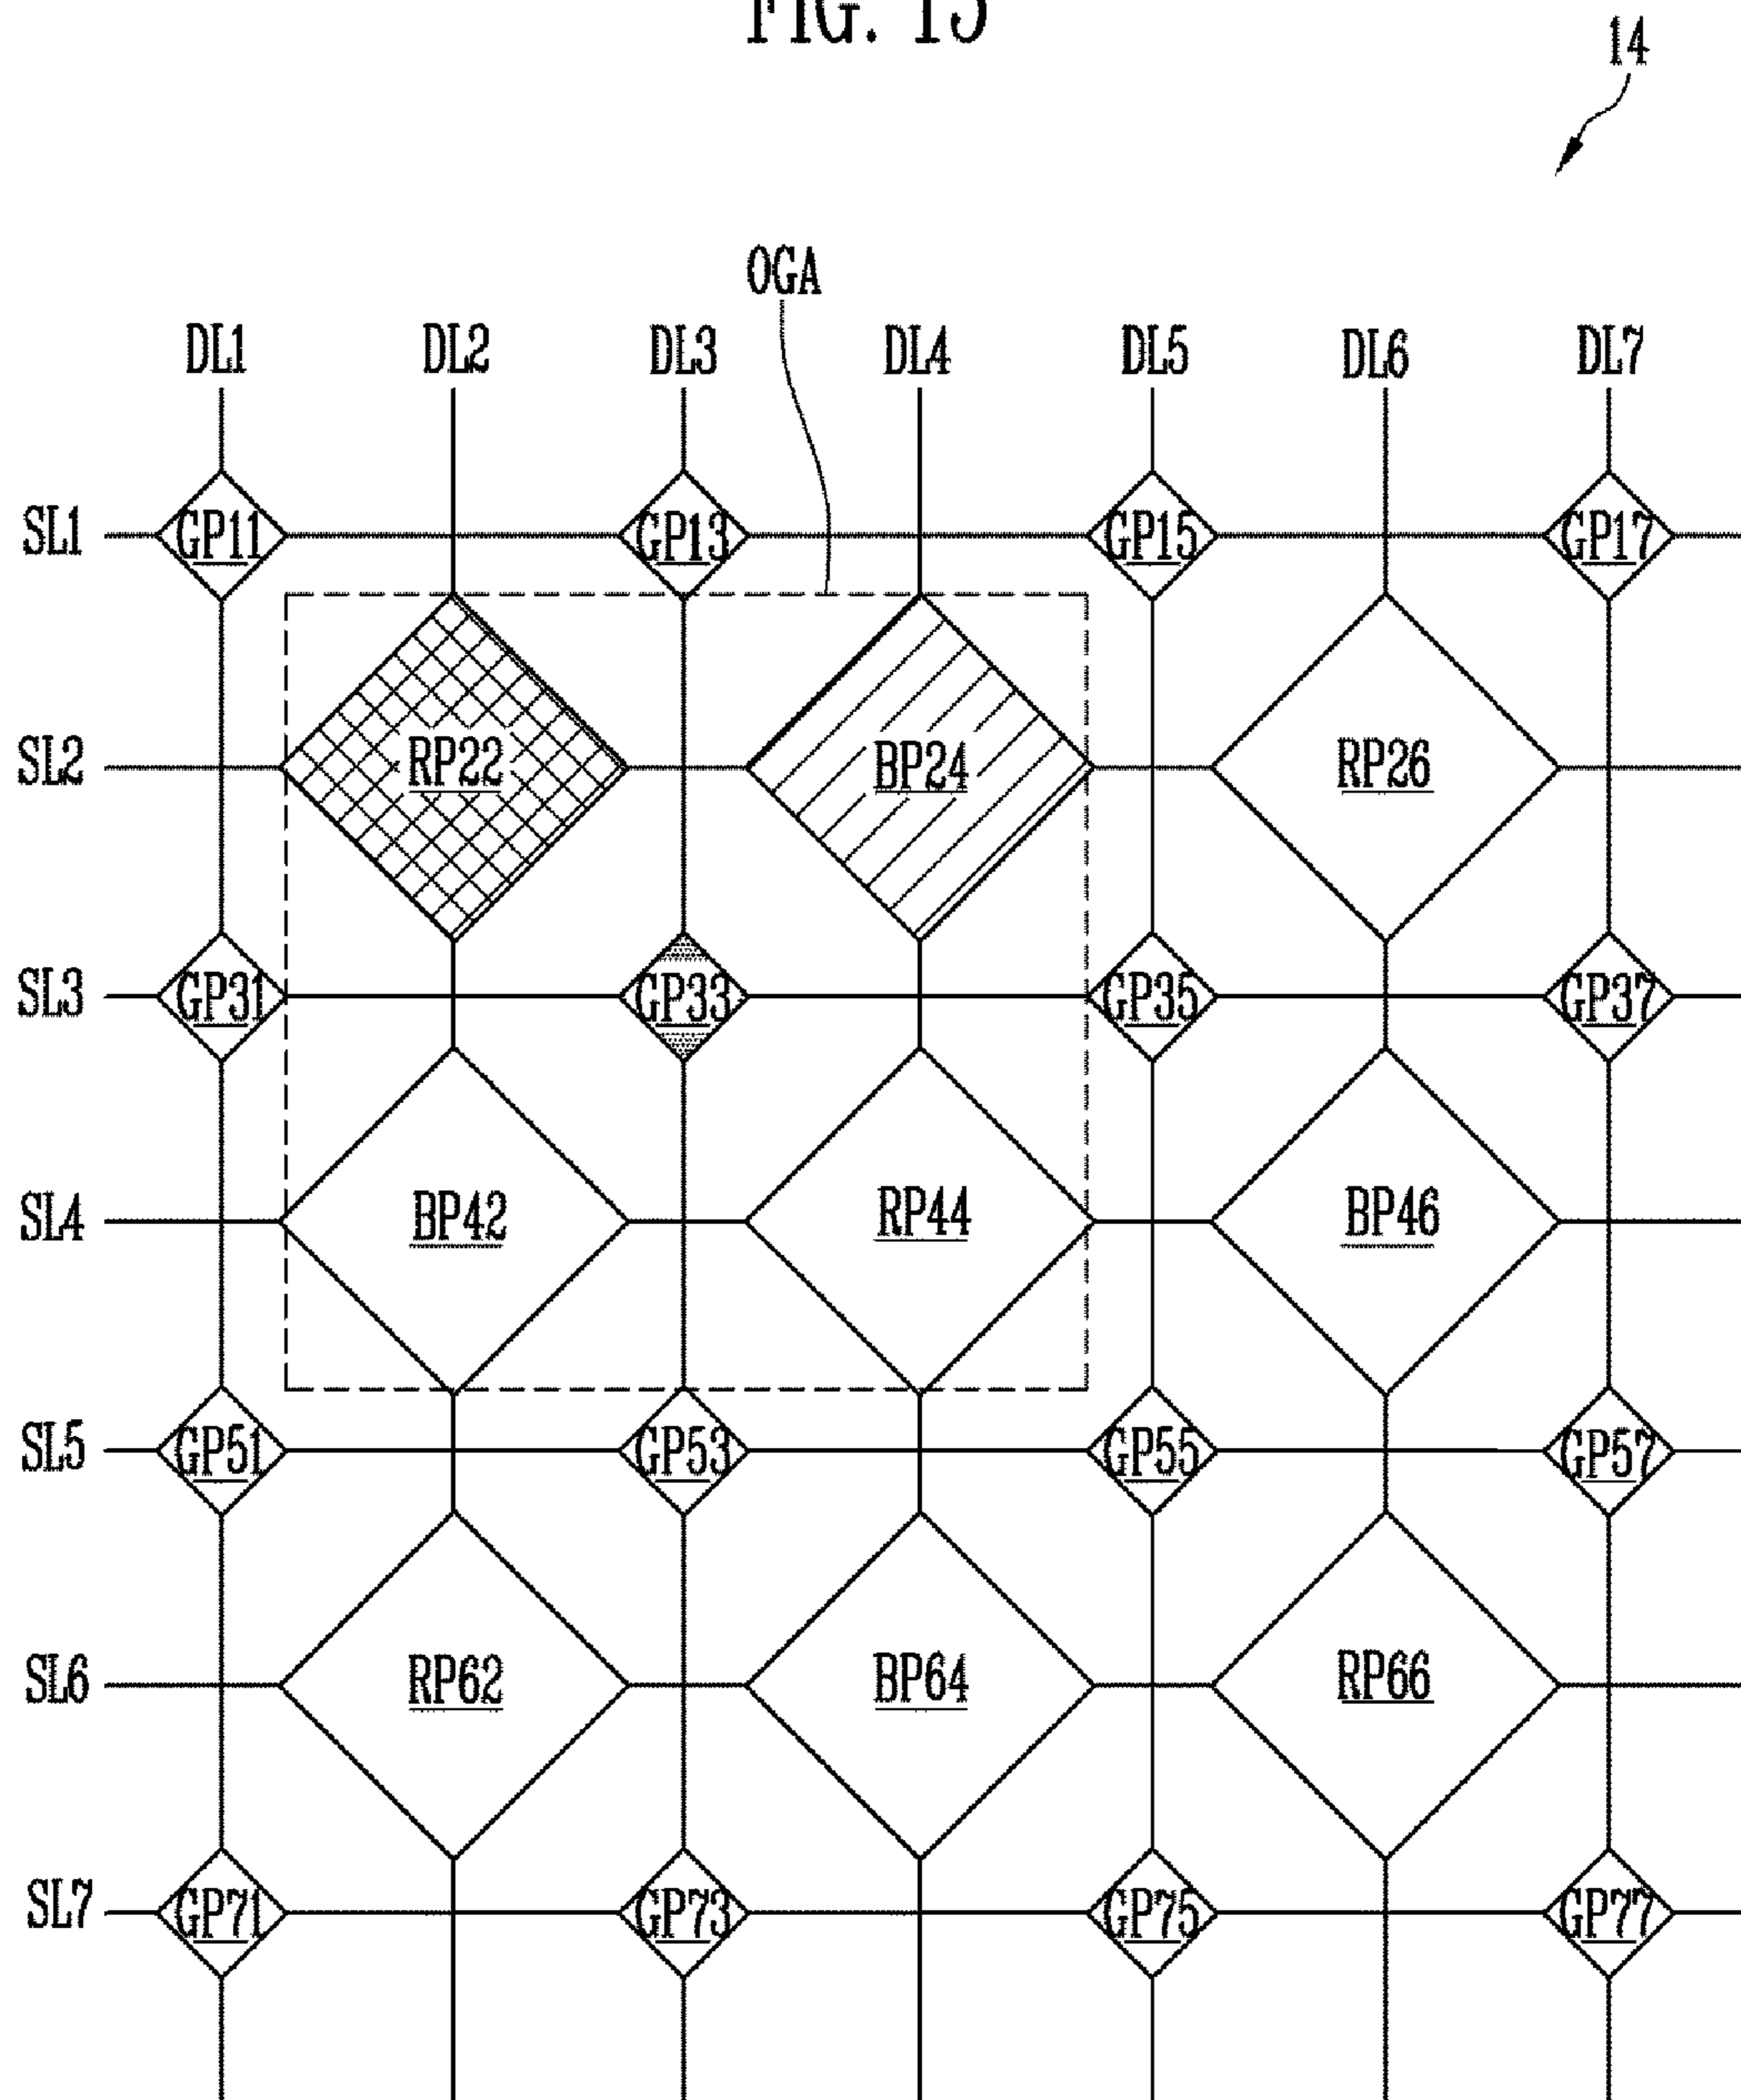 FIG. 13
14
OGA
DL1 DL2 DL3 DL4 DL5 DL6 DL7
SL1 GP11 GP13 GP15 GP17
SL2 RP22 BP24 RP26
SL3 GP31 GP33 GP35 GP37
SL4 BP42 RP44 BP46
SL5 GP51 GP53 GP55 GP57
SL6 RP62 BP64 RP66
SL7 GP71 GP73 GP75 GP77